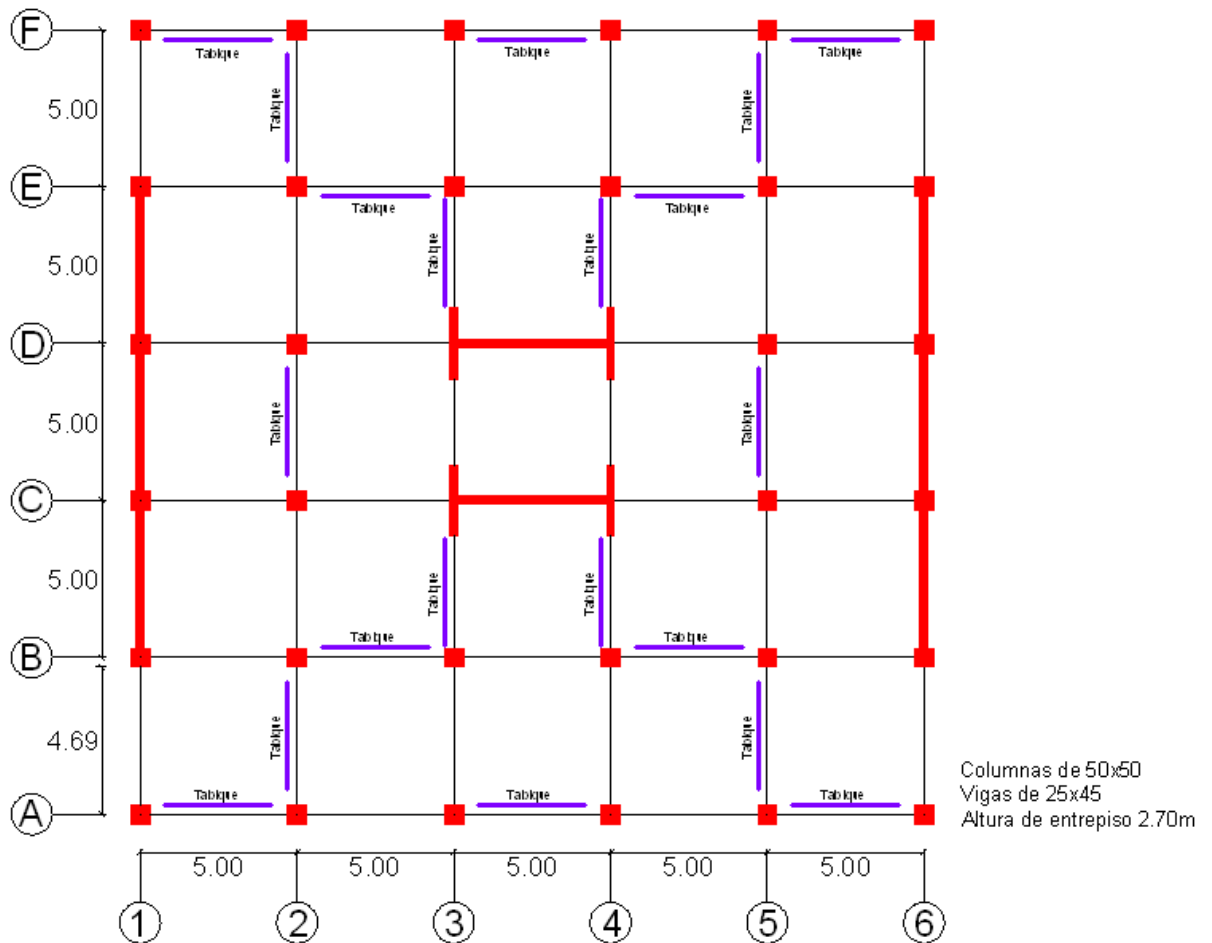 F
Tabique
Tabique
Tabique
Tabique
Tabique
5.00
E
Tabique
Tabique
Tabique
Tabique
5.00
D
Tabique
Tabique
5.00
C
Tabique
Tabique
5.00
Tabique
Tabique
B
Tabique
Tabique
4.69
Tabique
Tabique
Tabique
A
Columnas de 50x50
Vigas de 25x45
Altura de entrepiso 2.70m
5.00 5.00 5.00 5.00 5.00
1 2 3 4 5 6